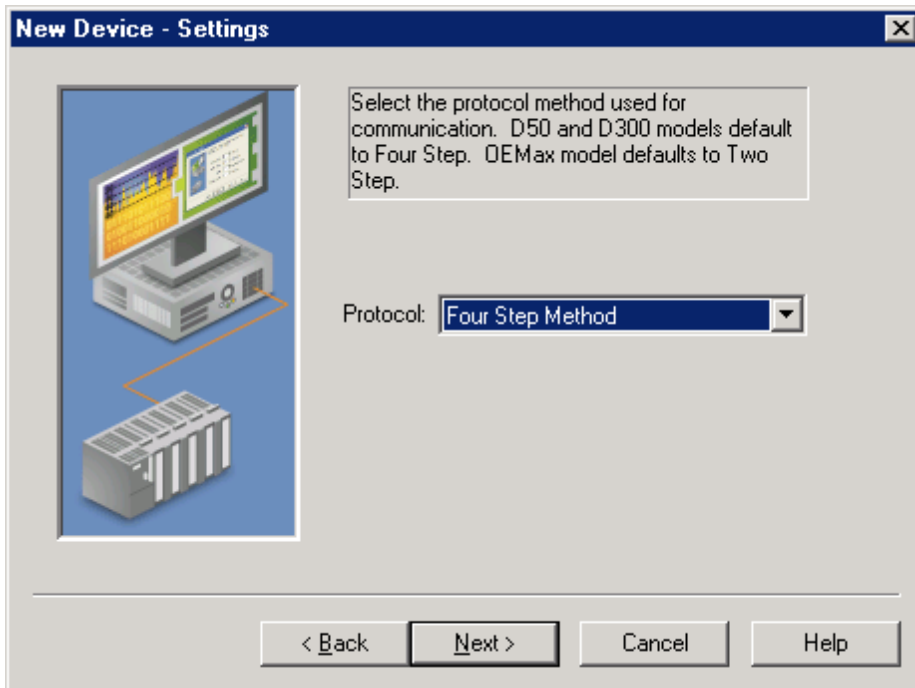 New Device - Settings
Select the protocol method used for
communication. D50 and D300 models default
to Four Step. OEMax model defaults to Two
Step.
Protocol: Four Step Method
< Back Next > Cancel Help